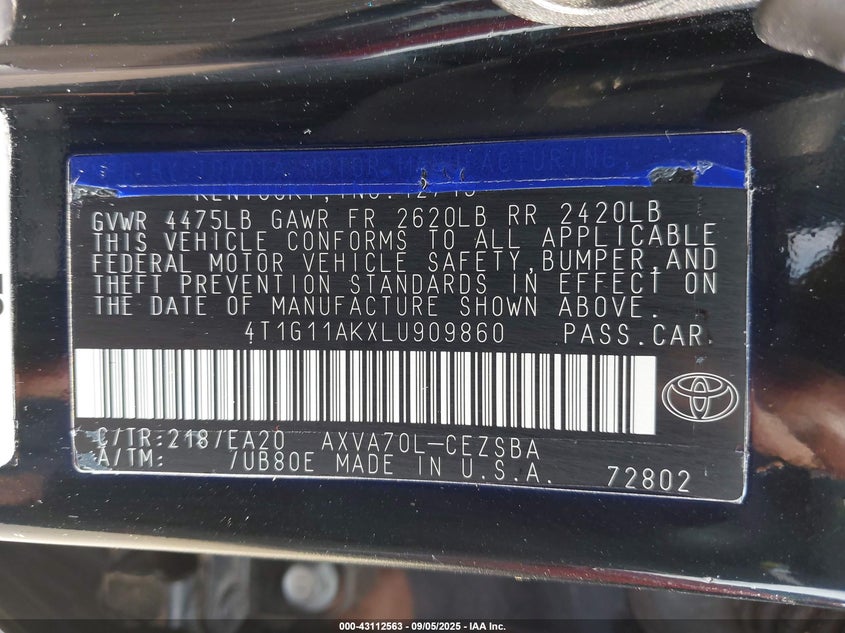 GVWR 4475LB GAWR FR 2620LB RR 2420LB
THIS VEHICLE CONFORMS TO ALL APPLICABLE
FEDERAL MOTOR VEHICLE SAFETY, BUMPER, AND
THEFT PREVENTION STANDARDS IN EFFECT ON
THE DATE OF MANUFACTURE SHOWN ABOVE.
4T1G11AKXLU909860 PASS.CAR
C/TR:218/EA20 AXVA70L-CEZSBA
A/TM: /UB80E MADE IN U.S.A. 72802
000-43112563 - 09/05/2025 - IAA Inc.